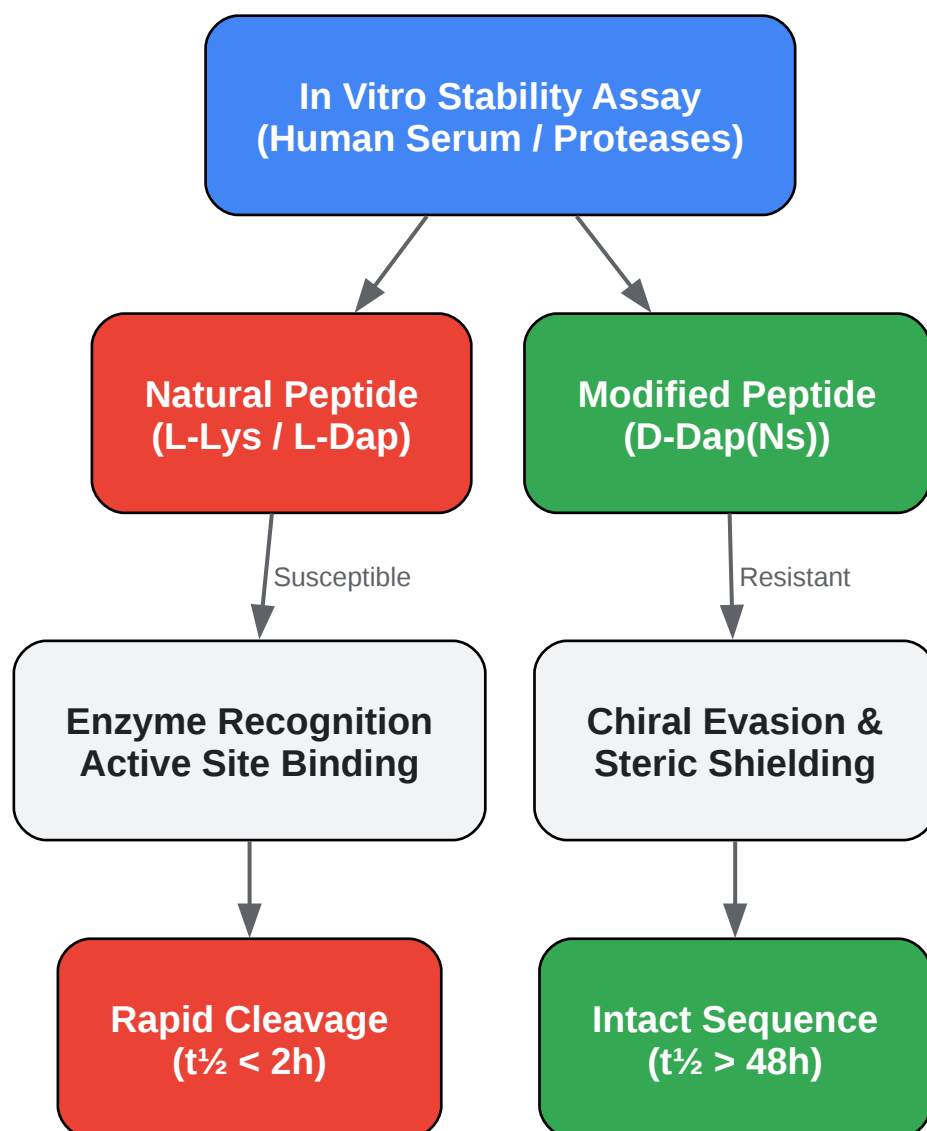 In Vitro Stability Assay
(Human Serum / Proteases)
Natural Peptide
(L-Lys / L-Dap)
Modified Peptide
(D-Dap(Ns))
Susceptible
Resistant
Enzyme Recognition
Active Site Binding
Chiral Evasion &
Steric Shielding
Rapid Cleavage
(t½ < 2h)
Intact Sequence
(t½ > 48h)